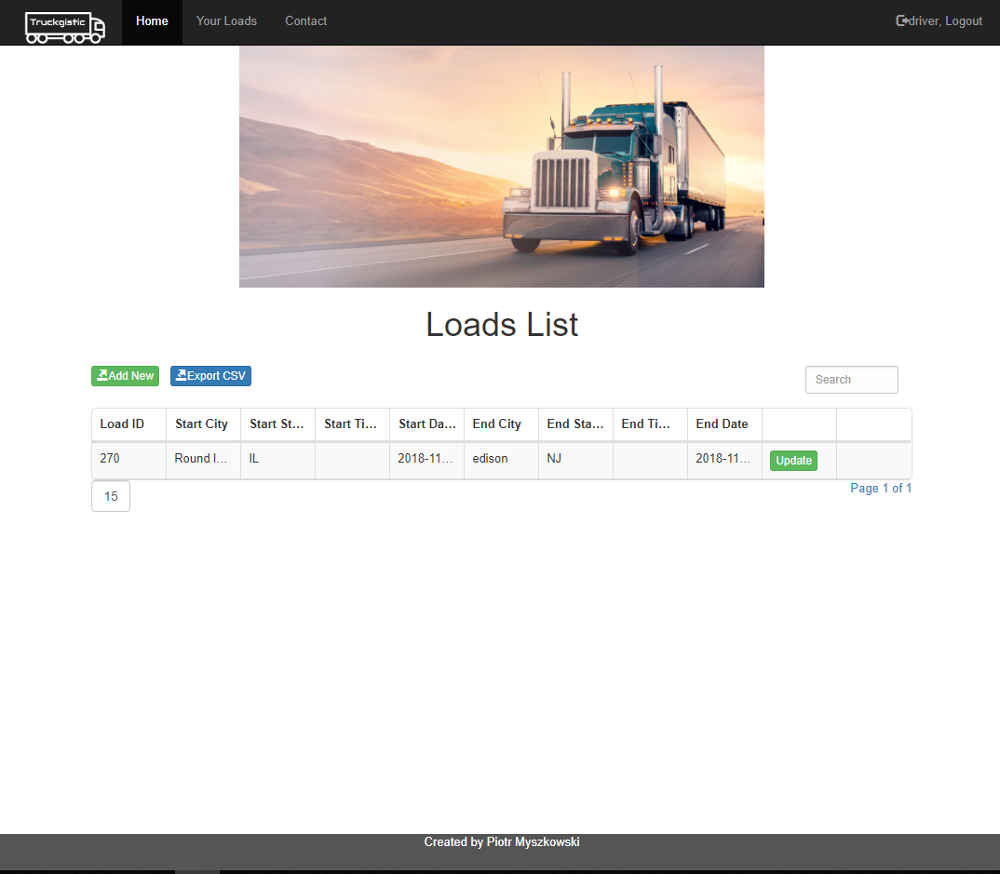 Truckgistic Home Your Loads Contact driver, Logout
Loads List
Add New Export CSV Search
Load ID Start City Start St... Start Ti... Start Da... End City End Sta... End Ti... End Date
270 Round l... IL 2018-11... edison NJ 2018-11... Update
15 Page 1 of 1
Created by Piotr Myszkowski